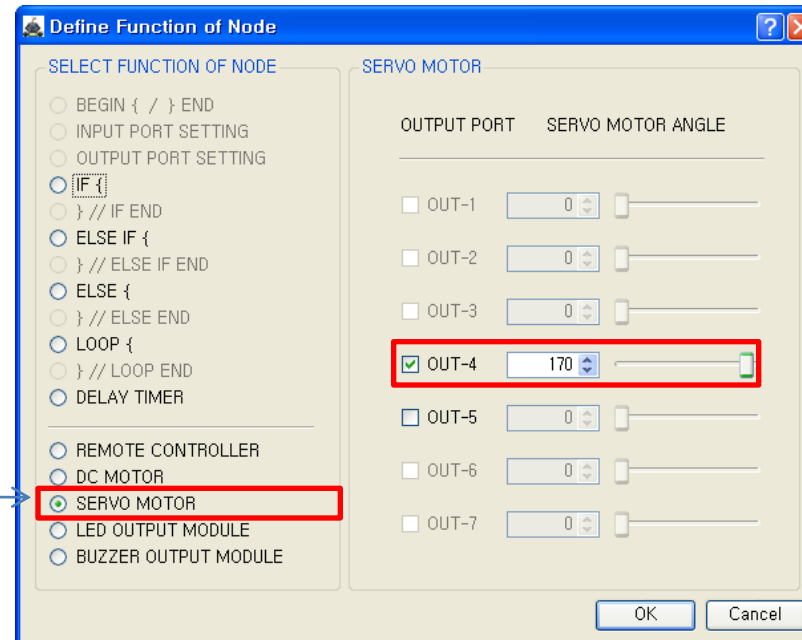 Define Function of Node
SELECT FUNCTION OF NODE
BEGIN { / } END
INPUT PORT SETTING
OUTPUT PORT SETTING
IF {
} // IF END
ELSE IF {
} // ELSE IF END
ELSE {
} // ELSE END
LOOP {
} // LOOP END
DELAY TIMER
REMOTE CONTROLLER
DC MOTOR
SERVO MOTOR
LED OUTPUT MODULE
BUZZER OUTPUT MODULE
SERVO MOTOR
OUTPUT PORT SERVO MOTOR ANGLE
OUT-1 0
OUT-2 0
OUT-3 0
OUT-4 170
OUT-5 0
OUT-6 0
OUT-7 0
OK Cancel